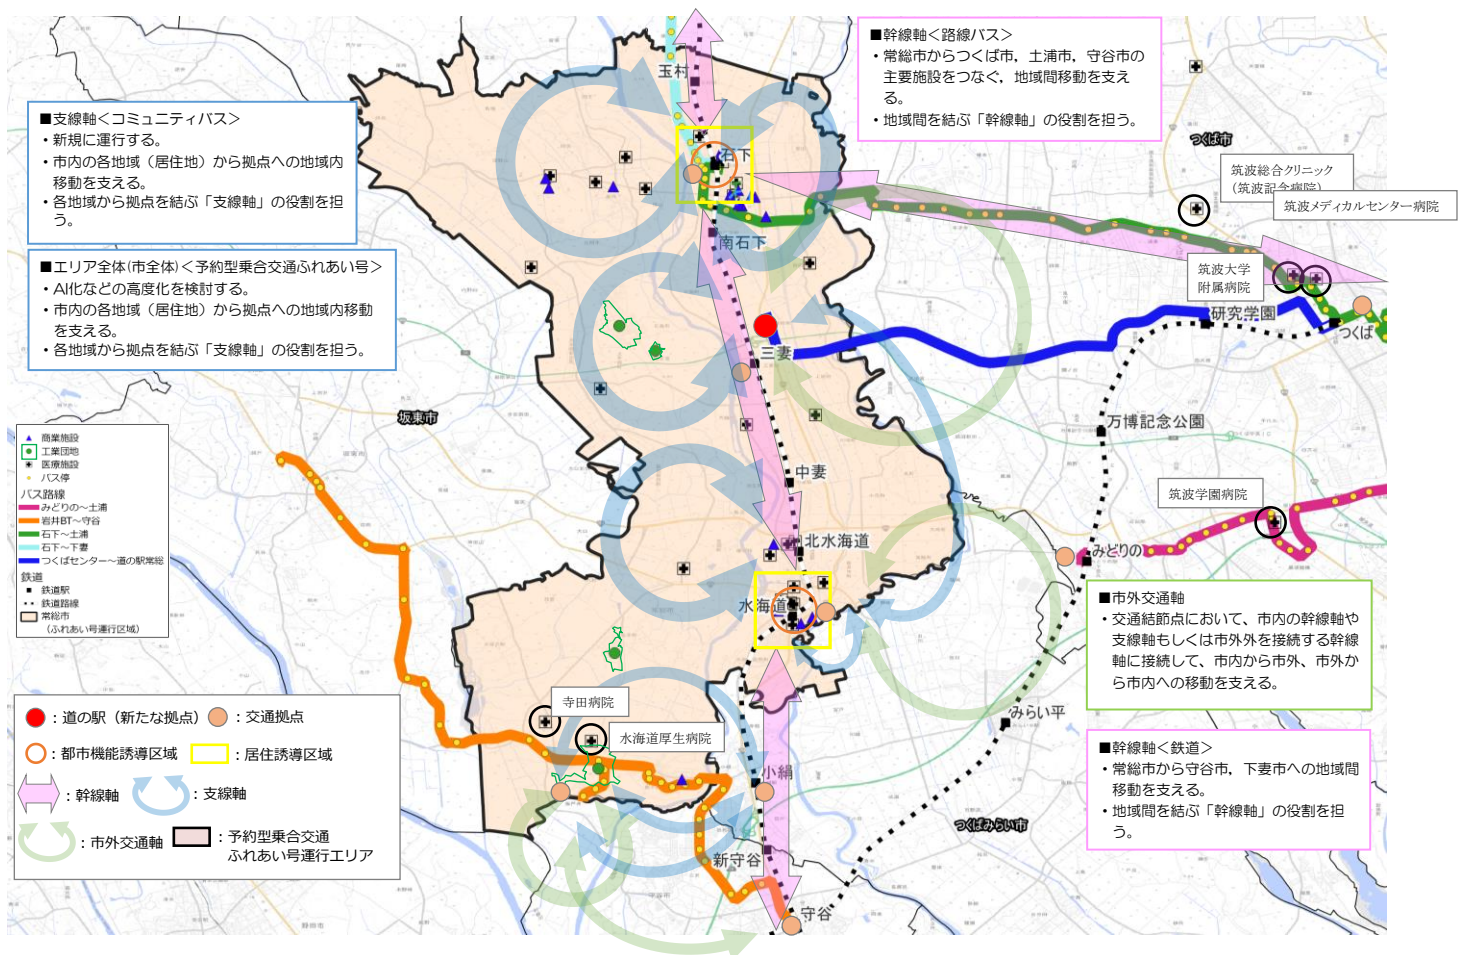 ■幹線軸<路線バス>
・常総市からつくば市，土浦市，守谷市の
主要施設をつなぐ，地域間移動を支え
る。
・地域間を結ぶ「幹線軸」の役割を担う。
■支線軸<コミュニティバス>
・新規に運行する。
・市内の各地域（居住地）から拠点への地域内
移動を支える。
・各地域から拠点を結ぶ「支線軸」の役割を担
う。
■エリア全体(市全体)<予約型乗合交通ふれあい号>
・AI化などの高度化を検討する。
・市内の各地域（居住地）から拠点への地域内移動
を支える。
・各地域から拠点を結ぶ「支線軸」の役割を担う。
玉村
石下
南石下
三妻
中妻
北水海道
水海道
小絹
新守谷
守谷
つくば市
筑波総合クリニック
（筑波記念病院）
筑波メディカルセンター病院
筑波大学
附属病院
研究学園
つくば
万博記念公園
筑波学園病院
みどりの
みらい平
つくばみらい市
坂東市
商業施設
工業団地
医療施設
バス停
バス路線
みどりの～土浦
岩井BT～守谷
石下～土浦
石下～下妻
つくばセンター～道の駅常総
鉄道
鉄道駅
鉄道路線
常総市
（ふれあい号運行区域）
■市外交通軸
・交通結節点において、市内の幹線軸や
支線軸もしくは市外外を接続する幹線
軸に接続して、市内から市外、市外か
ら市内への移動を支える。
■幹線軸<鉄道>
・常総市から守谷市，下妻市への地域間
移動を支える。
・地域間を結ぶ「幹線軸」の役割を担
う。
寺田病院
水海道厚生病院
：道の駅（新たな拠点）
：交通拠点
：都市機能誘導区域
：居住誘導区域
：幹線軸
：支線軸
：市外交通軸
：予約型乗合交通
ふれあい号運行エリア